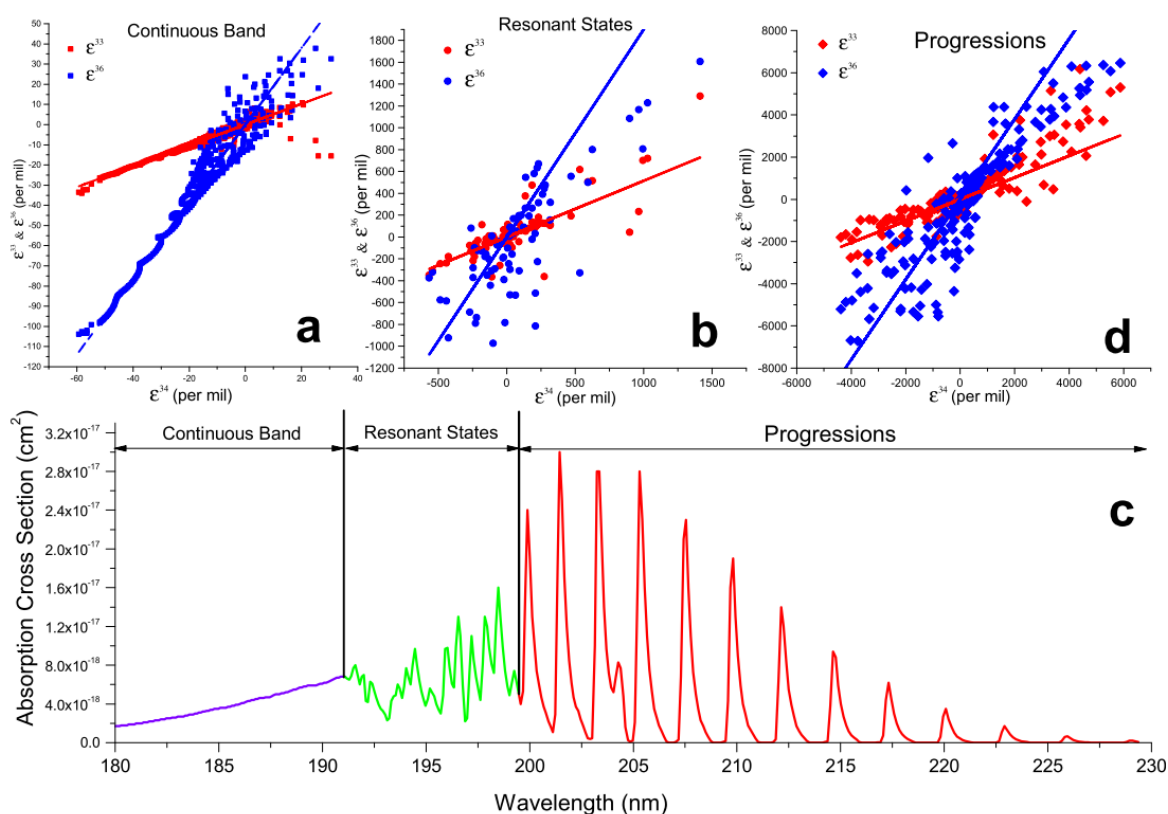 Continuous Band
ε33
ε36
50
40
30
20
10
0
-10
-20
-30
-40
-50
-60
-70
-80
-90
-100
-110
-120
ε33 & ε36 (per mil)
-60
-40
-20
0
20
40
ε34 (per mil)
a
Resonant States
ε33
ε36
1800
1600
1400
1200
1000
800
600
400
200
0
-200
-400
-600
-800
-1000
-1200
ε33 & ε36 (per mil)
-500
-250
0
250
500
750
1000
1250
1500
ε34 (per mil)
b
Progressions
ε33
ε36
8000
6000
4000
2000
0
-2000
-4000
-6000
-8000
ε33 & ε36 (per mil)
-6000
-4000
-2000
0
2000
4000
6000
ε34 (per mil)
d
Continuous Band
Resonant States
Progressions
c
3.2x10-17
2.8x10-17
2.4x10-17
2.0x10-17
1.6x10-17
1.2x10-17
8.0x10-18
4.0x10-18
0.0
Absorption Cross Section (cm2)
180
185
190
195
200
205
210
215
220
225
230
Wavelength (nm)